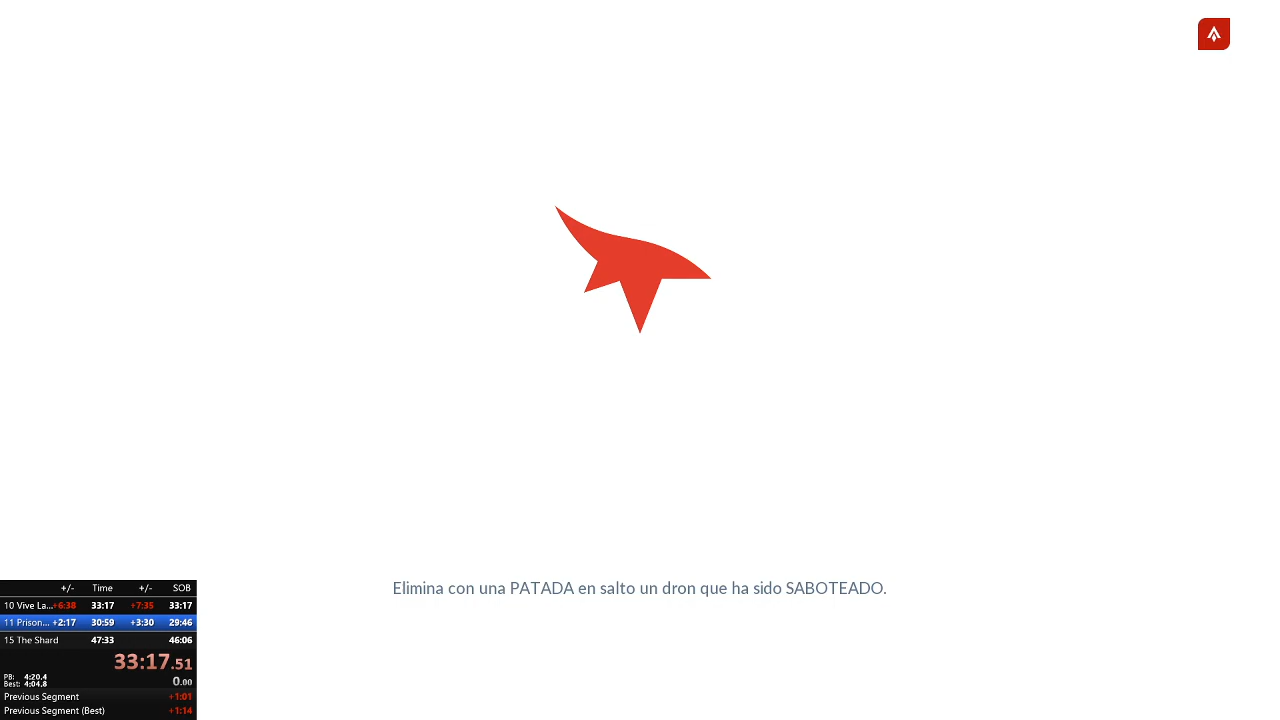 Elimina con una PATADA en salto un dron que ha sido SABOTEADO.
+/- Time +/- SOB
10 Vive La... +6:38 33:17 +7:35 33:17
11 Prison... +2:17 30:59 +3:30 29:46
15 The Shard 47:33 46:06
33:17.51
PB: 4:20.4
Best: 4:04.8 0.00
Previous Segment +1:01
Previous Segment (Best) +1:14